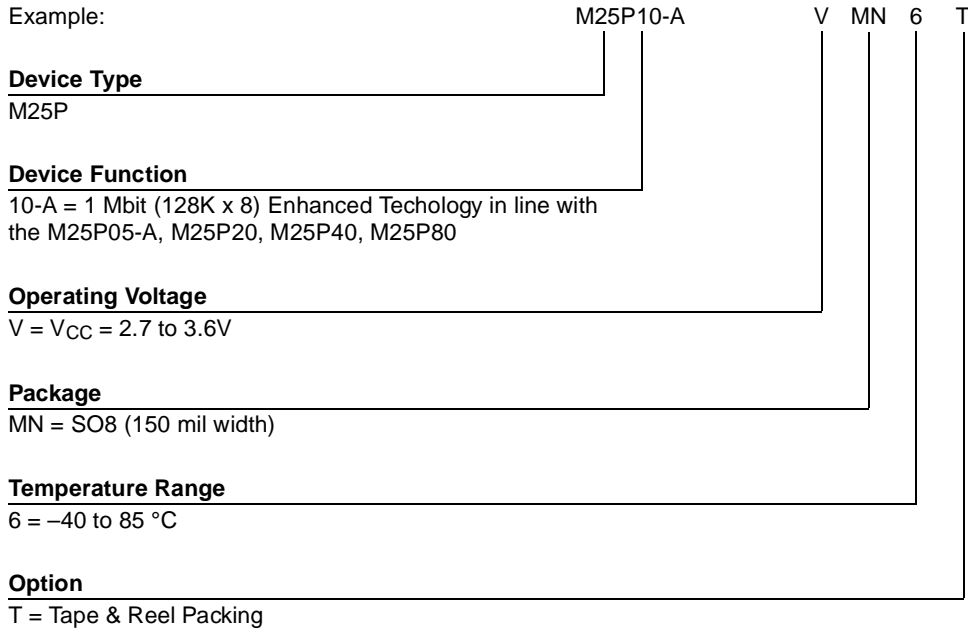 Example: M25P10-A V MN 6 T
Device Type
M25P
Device Function
10-A = 1 Mbit (128K x 8) Enhanced Techology in line with
the M25P05-A, M25P20, M25P40, M25P80
Operating Voltage
V = VCC = 2.7 to 3.6V
Package
MN = SO8 (150 mil width)
Temperature Range
6 = –40 to 85 °C
Option
T = Tape & Reel Packing